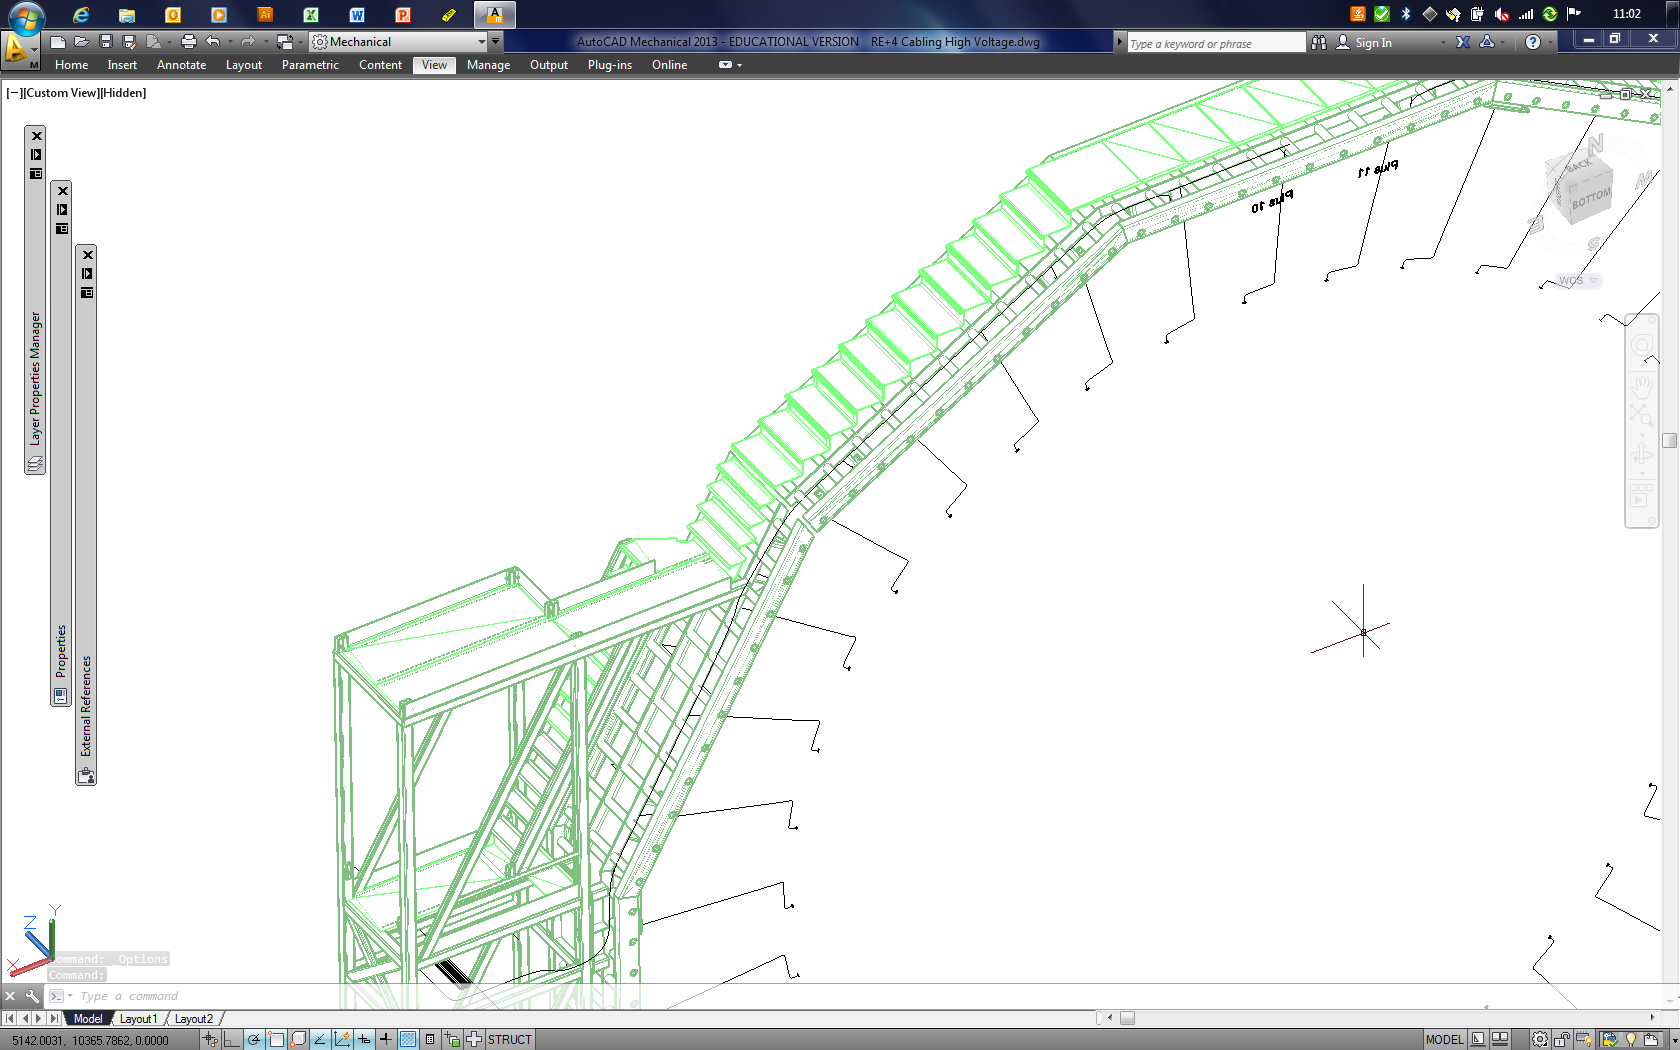 11:02
Mechanical
AutoCAD Mechanical 2013 - EDUCATIONAL VERSION RE+4 Cabling High Voltage.dwg
Type a keyword or phrase
Sign In
Home Insert Annotate Layout Parametric Content View Manage Output Plug-ins Online
[−][Custom View][Hidden]
Layer Properties Manager
Properties
External References
Plus 11
Plus 10
N
BACK
BOTTOM
W
E
S
WCS
Y
Z
X
Command: _Options
Command:
Type a command
Model Layout1 Layout2
5142.0031, 10365.7862, 0.0000
STRUCT
MODEL